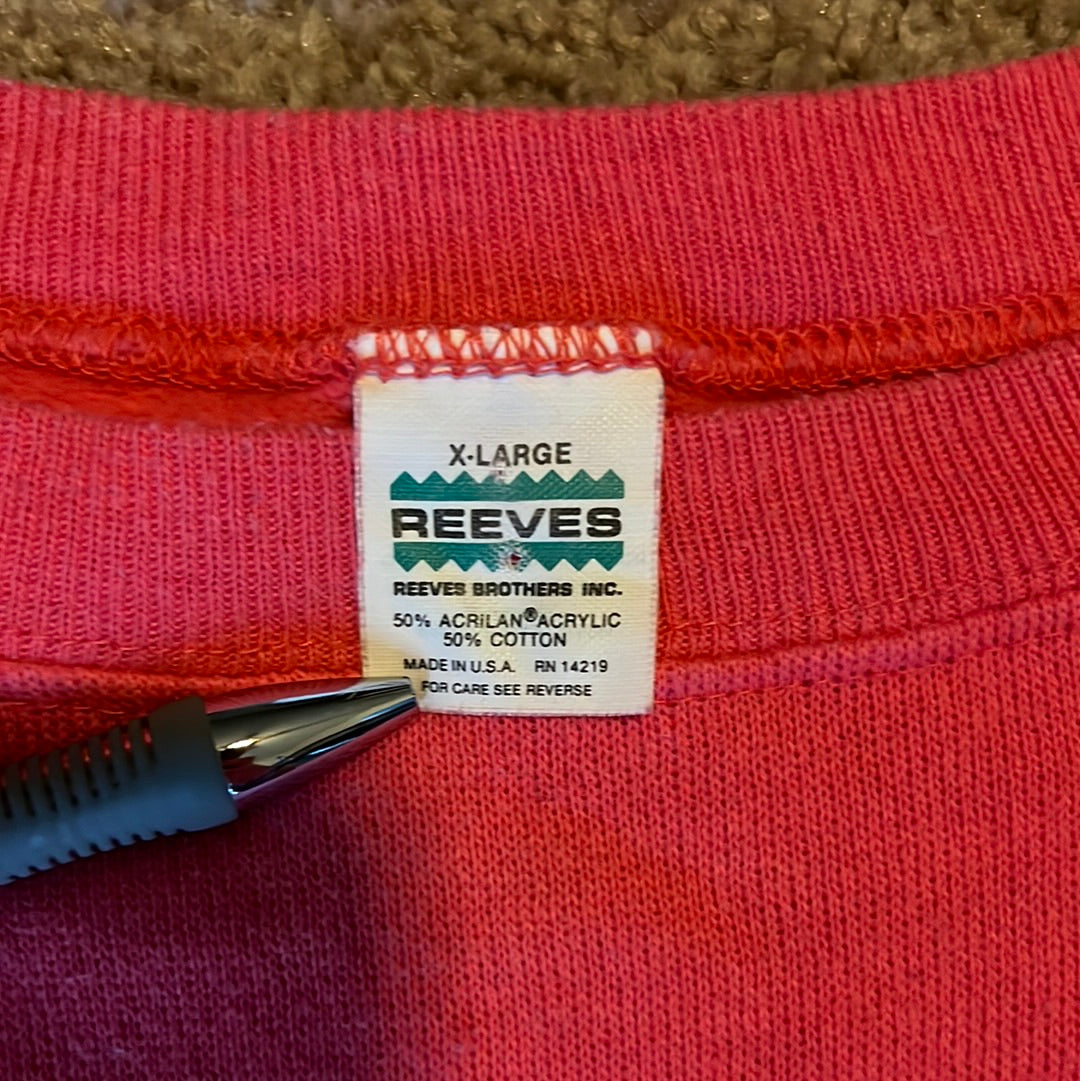 X-LARGE
REEVES
REEVES BROTHERS INC.
50% ACRILAN® ACRYLIC
50% COTTON
MADE IN U.S.A. RN 14219
FOR CARE SEE REVERSE